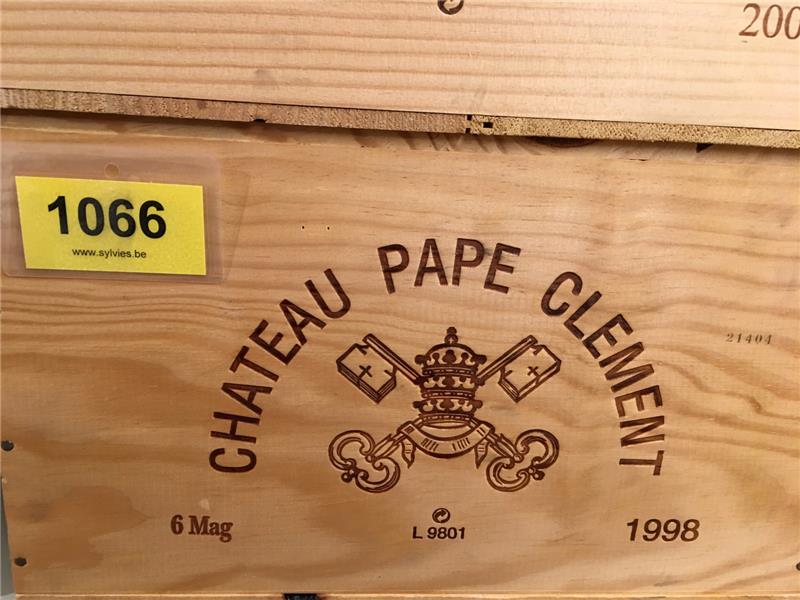 200
1066
www.sylvies.be
CHATEAU PAPE CLEMENT
21404
6 Mag
L 9801
1998